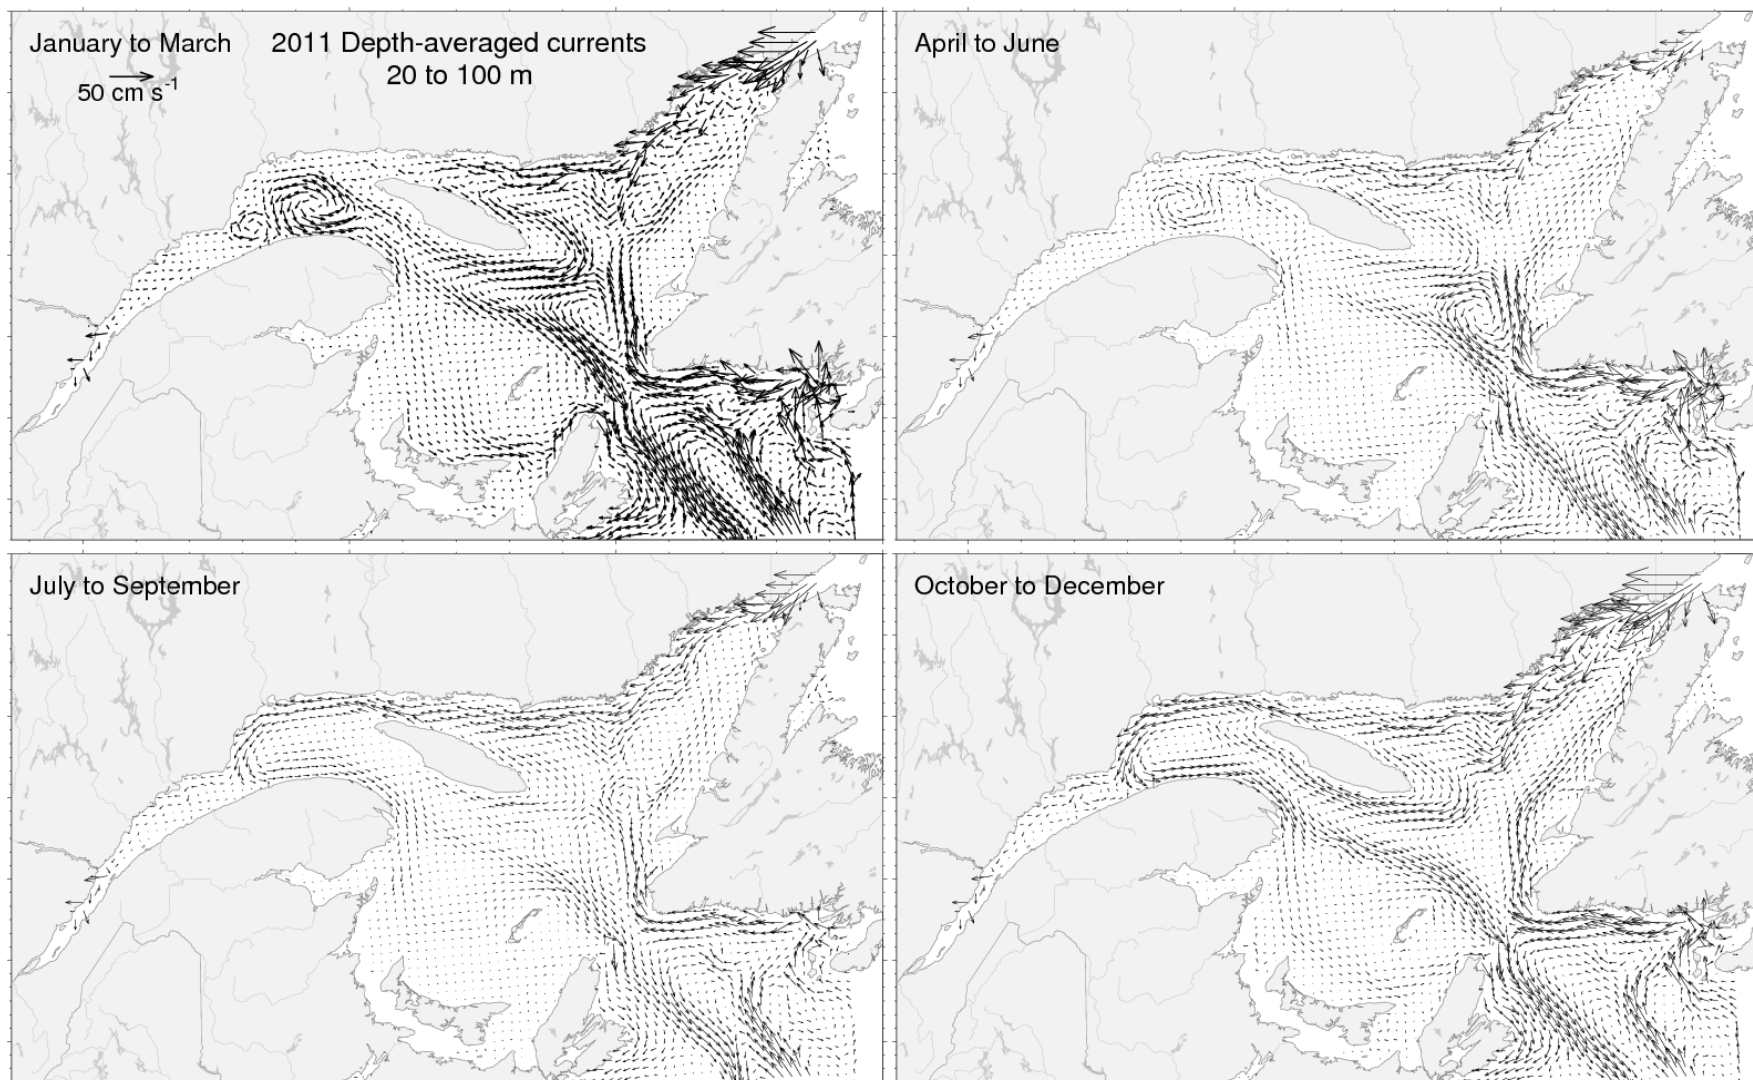 January to March
2011 Depth-averaged currents
20 to 100 m
50 cm s-1
April to June
July to September
October to December